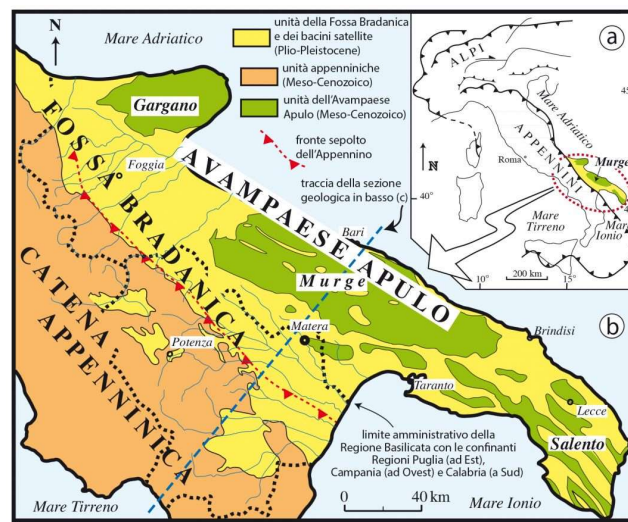 N
Mare Adriatico
unità della Fossa Bradanica
e dei bacini satellite
(Plio-Pleistocene)
unità appenniniche
(Meso-Cenozoico)
unità dell'Avampaese
Apulo (Meso-Cenozoico)
fronte sepolto
dell'Appennino
traccia della sezione
geologica in basso (c)
Gargano
Foggia
FOSSA BRADANICA
AVAMPAESE APULO
CATENA
APPENNINICA
Bari
Murge
Matera
Potenza
Brindisi
Taranto
Lecce
Salento
b
limite amministrativo della
Regione Basilicata con le confinanti
Regioni Puglia (ad Est),
Campania (ad Ovest) e Calabria (a Sud)
0 40 km
Mare Tirreno
Mare Ionio
a
ALPI
APPENNINI
Mare Adriatico
Roma
Murge
N
40°
Mare
Tirreno
Mar
Ionio
200 km
10°
15°